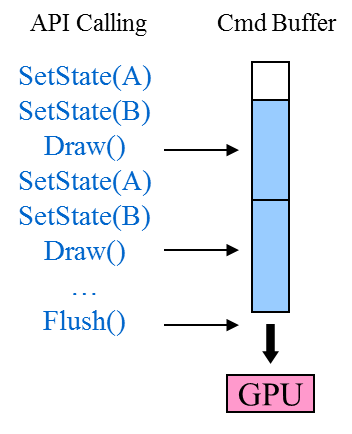 API Calling
Cmd Buffer
SetState(A)
SetState(B)
Draw()
SetState(A)
SetState(B)
Draw()
…
Flush()
GPU